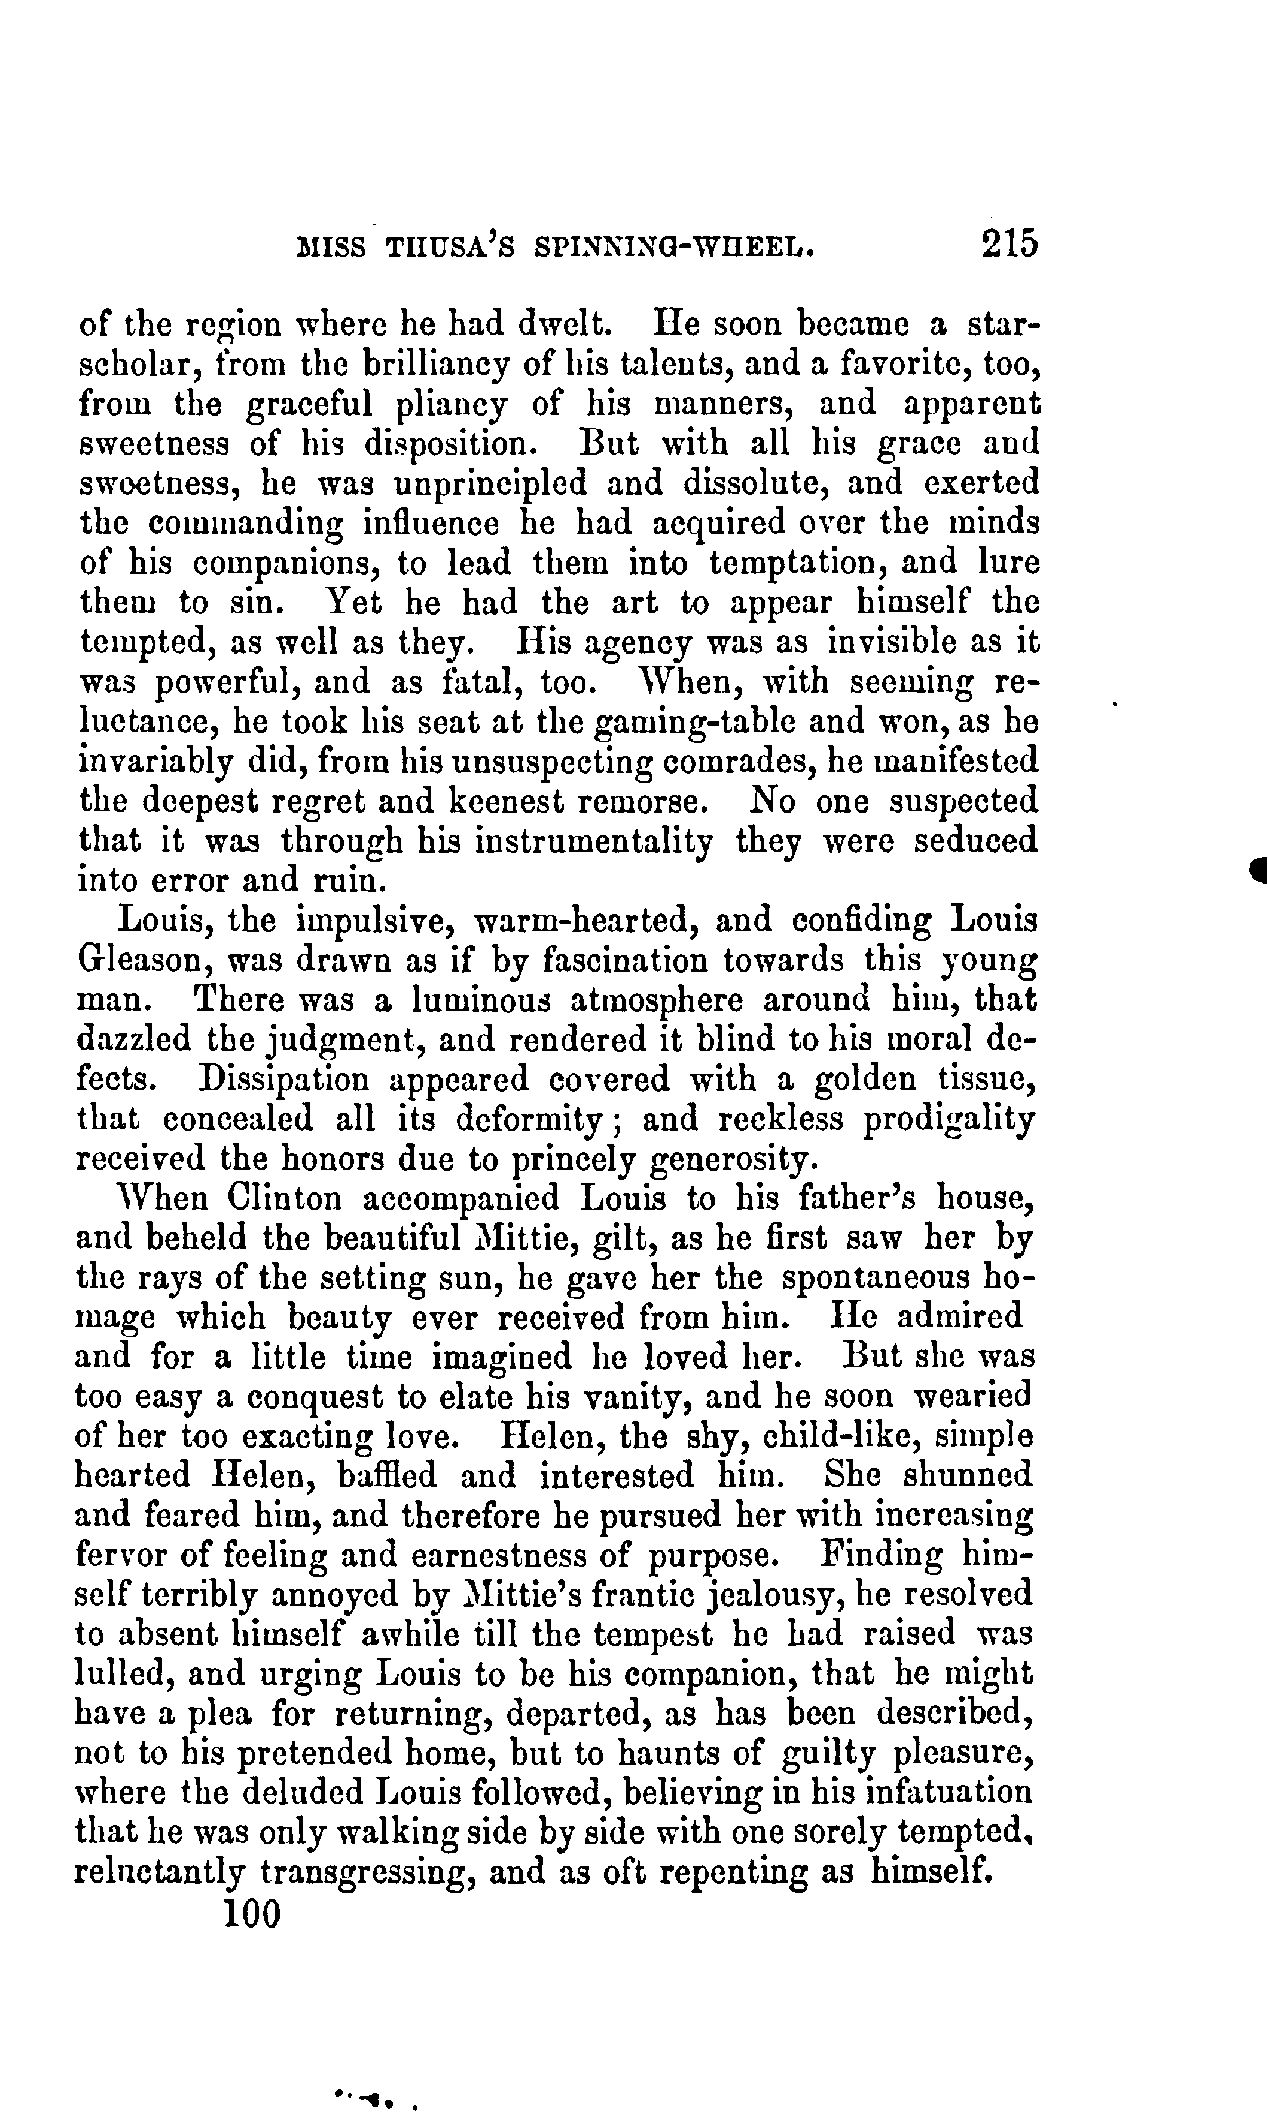 MISS THUSA'S SPINNING-WHEEL. 215
of the region where he had dwelt. He soon became a star-
scholar, from the brilliancy of his talents, and a favorite, too,
from the graceful pliancy of his manners, and apparent
sweetness of his disposition. But with all his grace and
sweetness, he was unprincipled and dissolute, and exerted
the commanding influence he had acquired over the minds
of his companions, to lead them into temptation, and lure
them to sin. Yet he had the art to appear himself the
tempted, as well as they. His agency was as invisible as it
was powerful, and as fatal, too. When, with seeming re-
luctance, he took his seat at the gaming-table and won, as he
invariably did, from his unsuspecting comrades, he manifested
the deepest regret and keenest remorse. No one suspected
that it was through his instrumentality they were seduced
into error and ruin.
Louis, the impulsive, warm-hearted, and confiding Louis
Gleason, was drawn as if by fascination towards this young
man. There was a luminous atmosphere around him, that
dazzled the judgment, and rendered it blind to his moral de-
fects. Dissipation appeared covered with a golden tissue,
that concealed all its deformity; and reckless prodigality
received the honors due to princely generosity.
When Clinton accompanied Louis to his father's house,
and beheld the beautiful Mittie, gilt, as he first saw her by
the rays of the setting sun, he gave her the spontaneous ho-
mage which beauty ever received from him. He admired
and for a little time imagined he loved her. But she was
too easy a conquest to elate his vanity, and he soon wearied
of her too exacting love. Helen, the shy, child-like, simple
hearted Helen, baffled and interested him. She shunned
and feared him, and therefore he pursued her with increasing
fervor of feeling and earnestness of purpose. Finding him-
self terribly annoyed by Mittie's frantic jealousy, he resolved
to absent himself awhile till the tempest he had raised was
lulled, and urging Louis to be his companion, that he might
have a plea for returning, departed, as has been described,
not to his pretended home, but to haunts of guilty pleasure,
where the deluded Louis followed, believing in his infatuation
that he was only walking side by side with one sorely tempted,
reluctantly transgressing, and as oft repenting as himself.
100